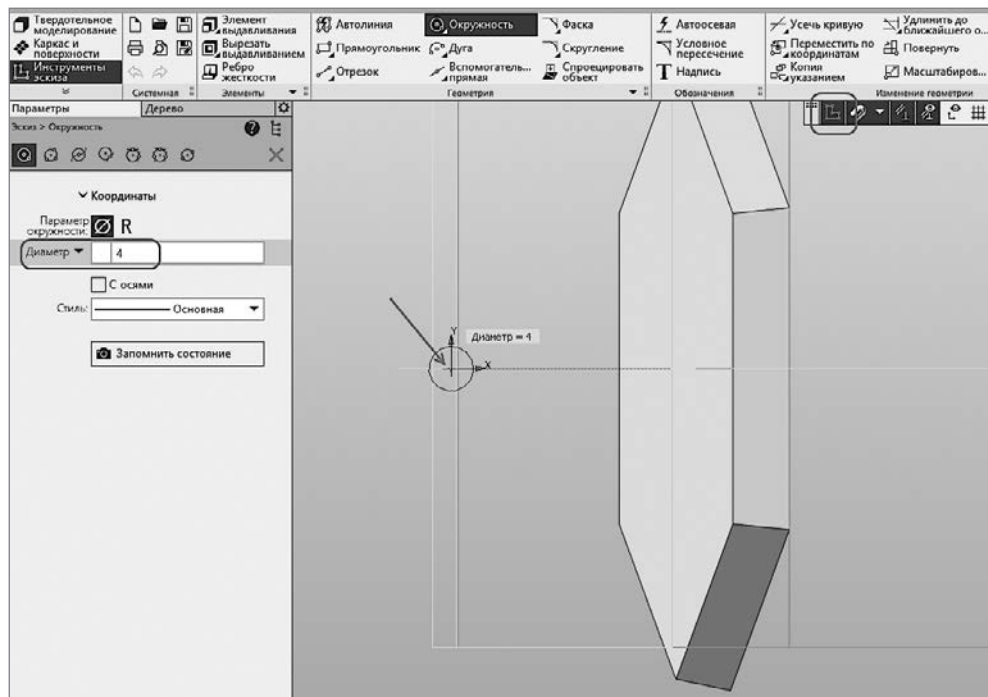 Твердотельное моделирование
Каркас и поверхности
Инструменты эскиза
Системная
Элемент выдавливания
Вырезать выдавливанием
Ребро жесткости
Элементы
Автолиния
Окружность
Фаска
Прямоугольник
Дуга
Скругление
Отрезок
Вспомогатель... прямая
Спроецировать объект
Геометрия
Автоосевая
Условное пересечение
Надпись
Обозначения
Усечь кривую
Удлинить до ближайшего о...
Переместить по координатам
Повернуть
Копия указанием
Масштабиров...
Изменение геометрии
Параметры
Дерево
Эскиз > Окружность
Координаты
Параметр окружности:
R
Диаметр
4
С осями
Стиль:
Основная
Запомнить состояние
Y
Диаметр = 4
X